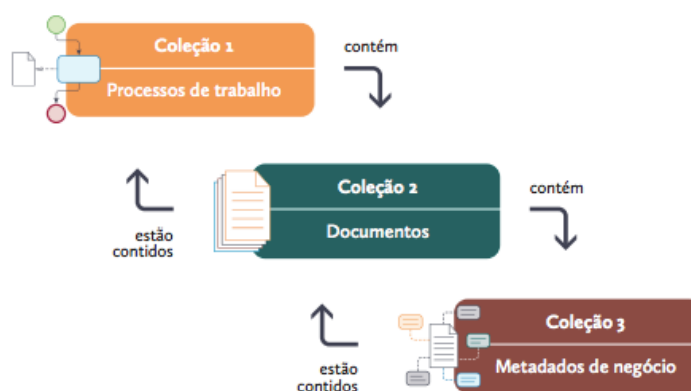 Coleção 1
contém
Processos de trabalho
Coleção 2
contém
Documentos
estão
contidos
Coleção 3
Metadados de negócio
estão
contidos